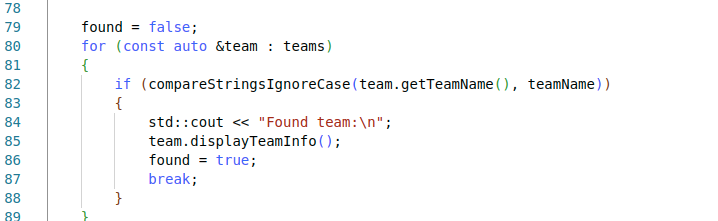 78
79 found = false;
80 for (const auto &team : teams)
81 {
82 if (compareStringsIgnoreCase(team.getTeamName(), teamName))
83 {
84 std::cout << "Found team:\n";
85 team.displayTeamInfo();
86 found = true;
87 break;
88 }
89 }